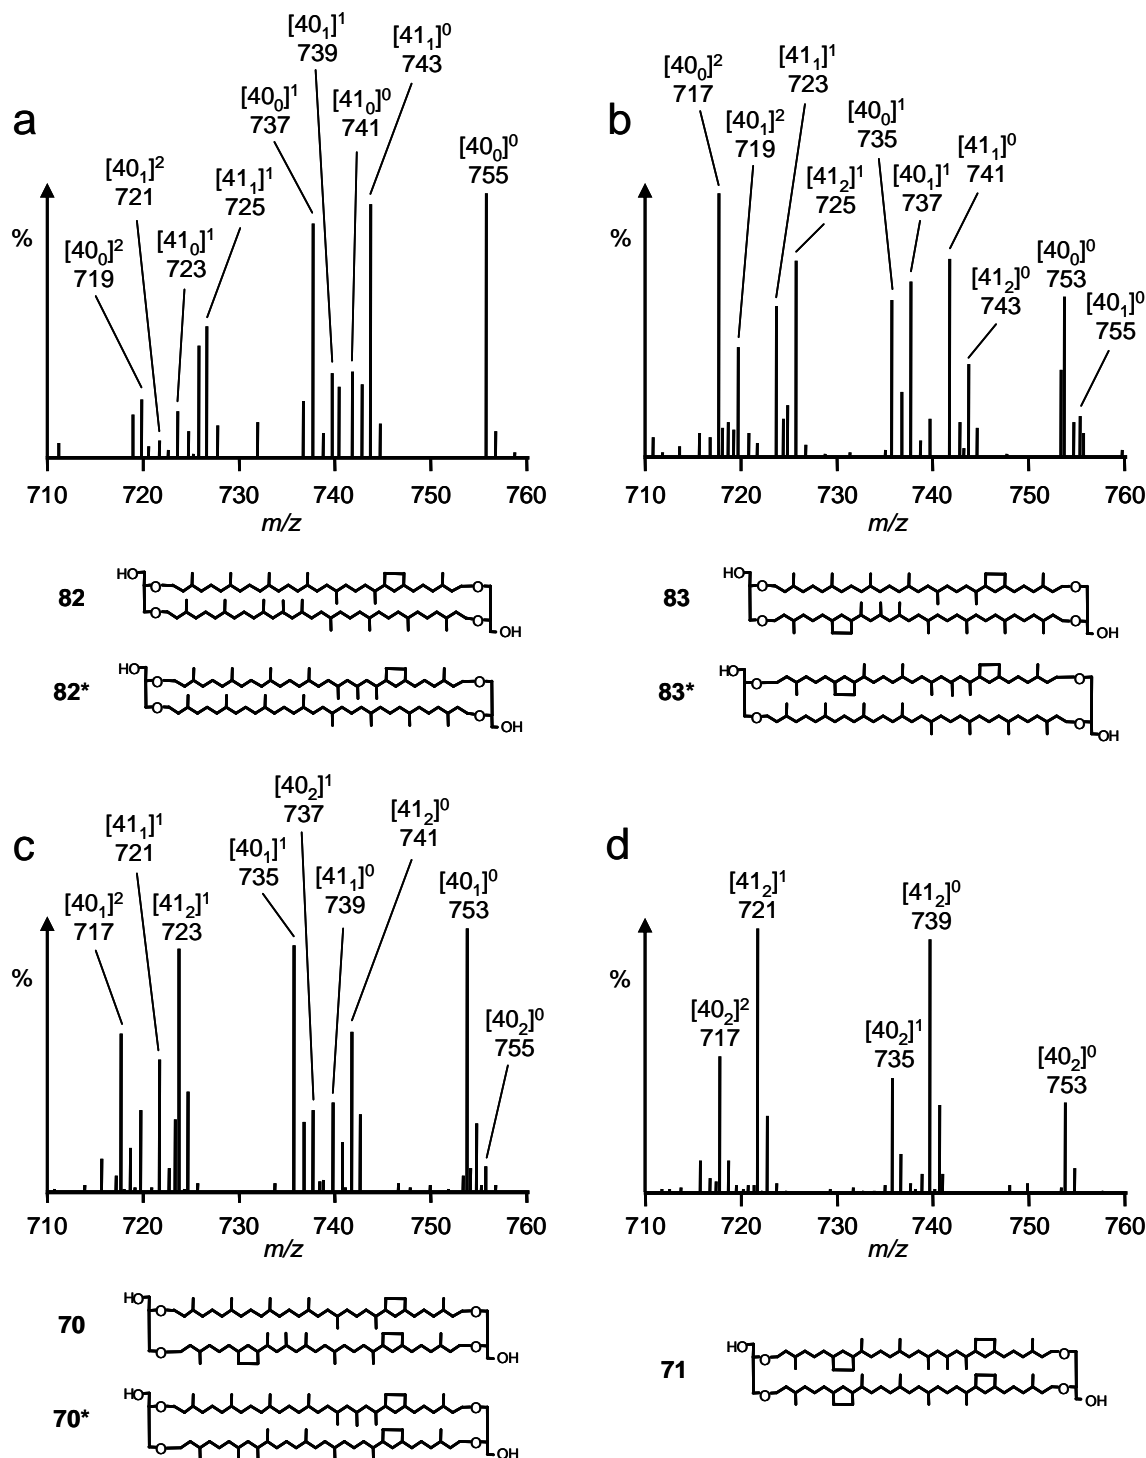 a
[40₀]²
719
[40₁]²
721
[41₀]¹
723
[41₁]¹
725
[40₀]¹
737
[40₁]¹
739
[41₀]⁰
741
[41₁]⁰
743
[40₀]⁰
755
%
710 720 730 740 750 760
m/z
82
HO O O
O O OH
82*
HO O O
O O OH
b
[40₀]²
717
[40₁]²
719
[41₁]¹
723
[41₂]¹
725
[40₀]¹
735
[40₁]¹
737
[41₁]⁰
741
[41₂]⁰
743
[40₀]⁰
753
[40₁]⁰
755
%
710 720 730 740 750 760
m/z
83
HO O O
O O OH
83*
HO O O
O O OH
c
[40₁]²
717
[41₁]¹
721
[41₂]¹
723
[40₁]¹
735
[40₂]¹
737
[41₁]⁰
739
[41₂]⁰
741
[40₁]⁰
753
[40₂]⁰
755
%
710 720 730 740 750 760
m/z
70
HO O O
O O OH
70*
HO O O
O O OH
d
[40₂]²
717
[41₂]¹
721
[40₂]¹
735
[41₂]⁰
739
[40₂]⁰
753
%
710 720 730 740 750 760
m/z
71
HO O O
O O OH